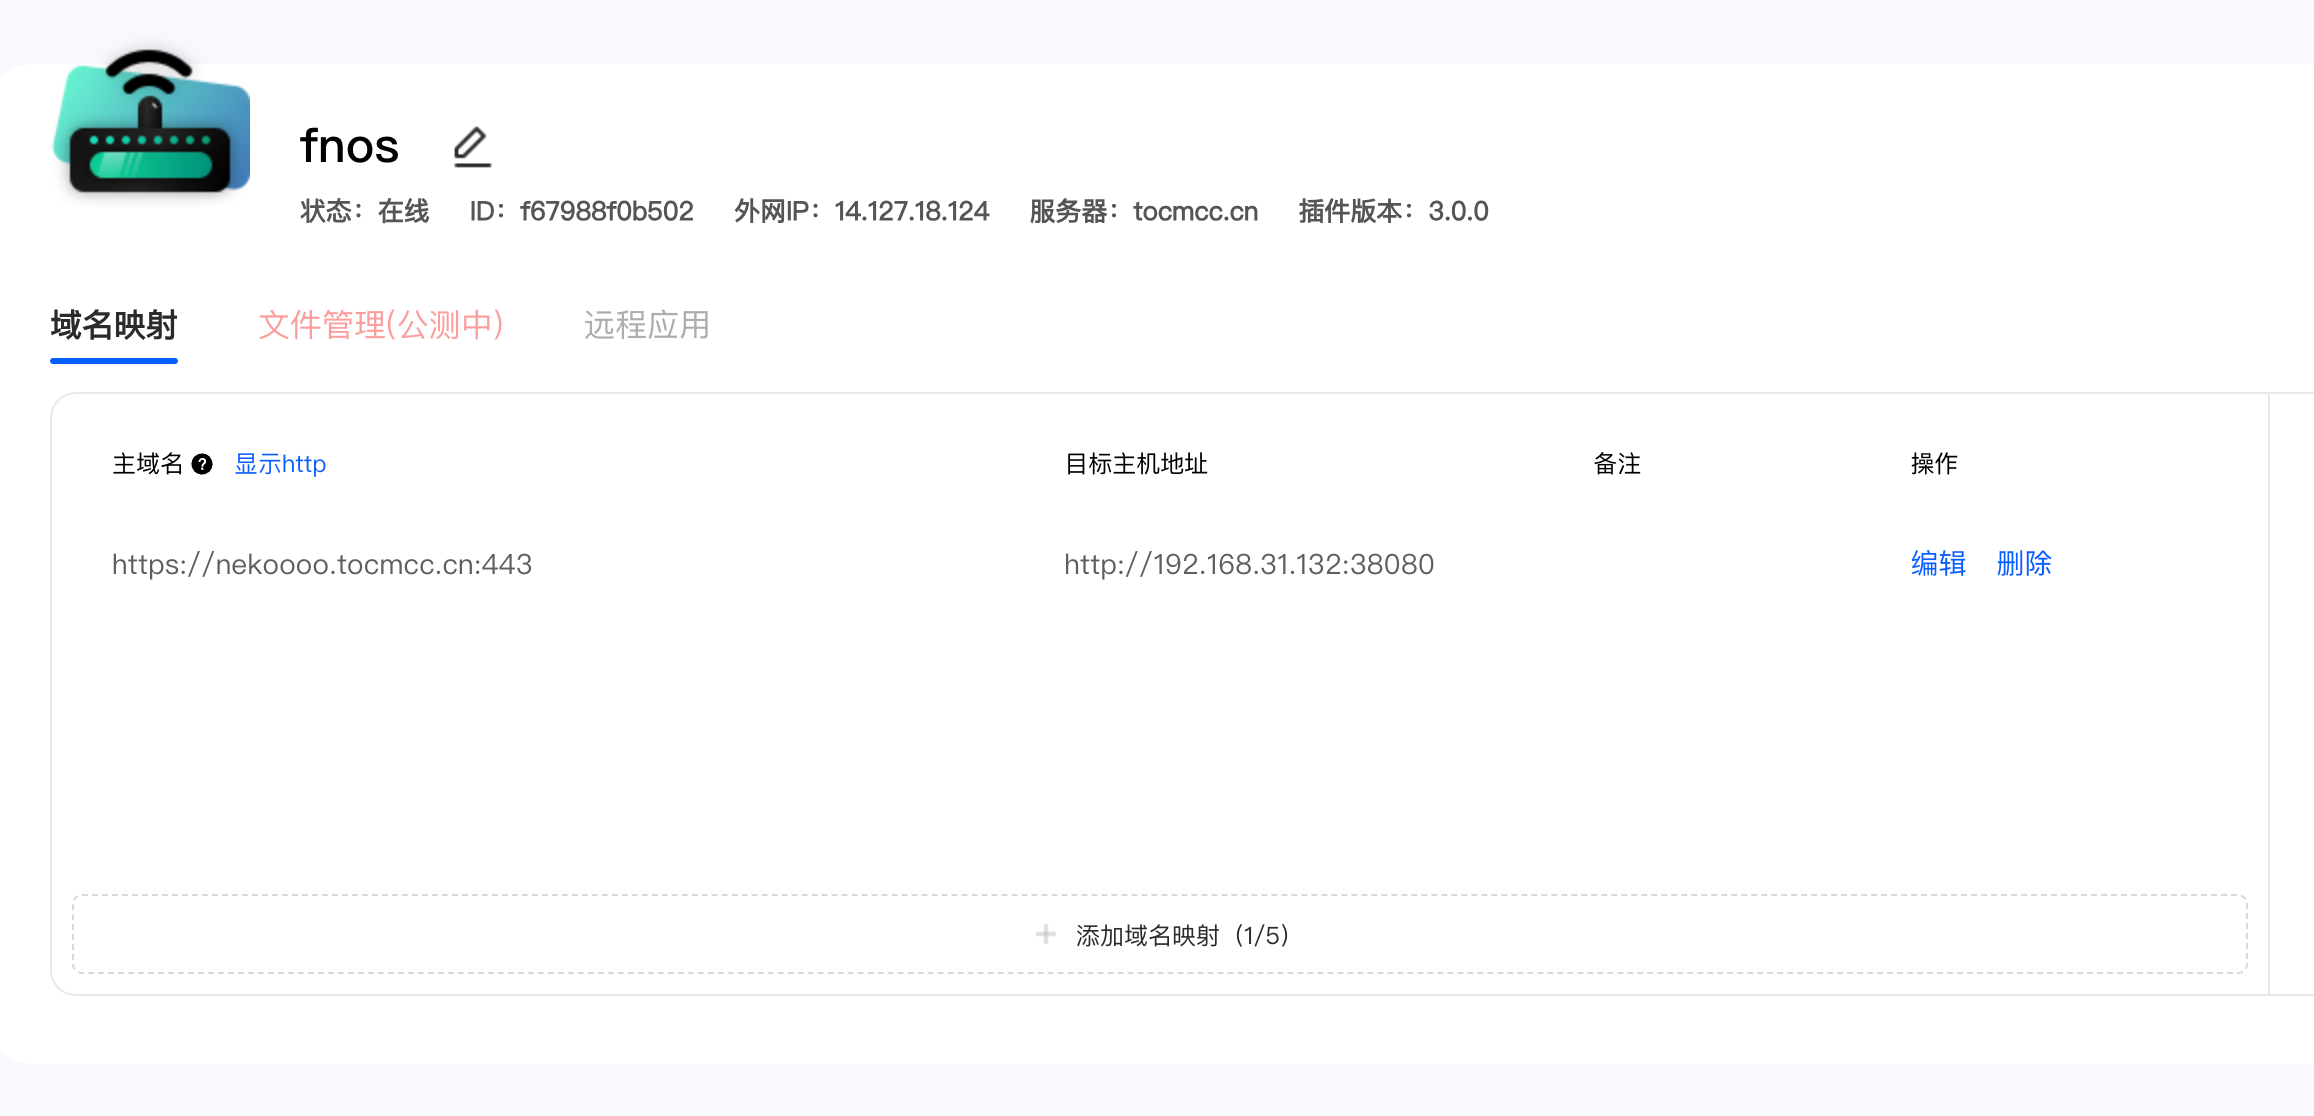 fnos
状态：在线 ID：f67988f0b502 外网IP：14.127.18.124 服务器：tocmcc.cn 插件版本：3.0.0
域名映射 文件管理(公测中) 远程应用
主域名 ? 显示http 目标主机地址 备注 操作
https://nekoooo.tocmcc.cn:443 http://192.168.31.132:38080 编辑 删除
+ 添加域名映射（1/5）